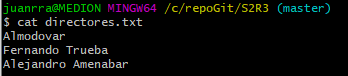 juanrra@MEDION MINGW64 /c/repoGit/S2R3 (master)
$ cat directores.txt
Almodovar
Fernando Trueba
Alejandro Amenabar